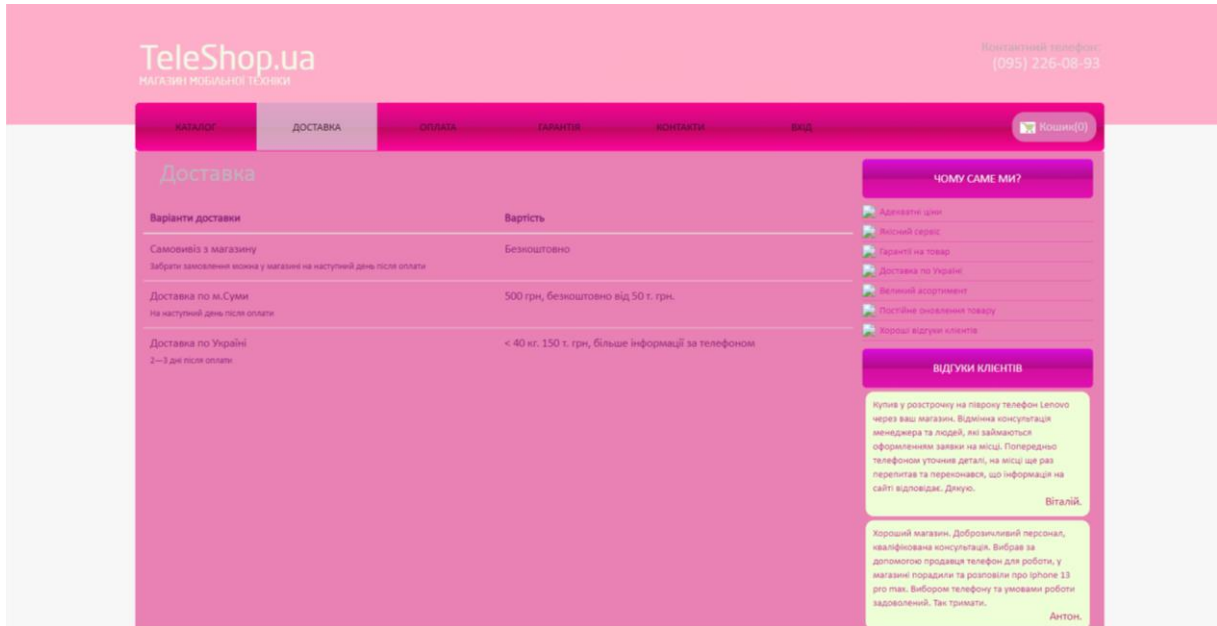 TeleShop.ua
МАГАЗИН МОБІЛЬНОЇ ТЕХНІКИ
Контактний телефон:
(095) 226-08-93
КАТАЛОГ ДОСТАВКА ОПЛАТА ГАРАНТІЯ КОНТАКТИ ВХІД Кошик(0)
Доставка
Варіанти доставки Вартість
Самовивіз з магазину Безкоштовно
Забрати замовлення можна у магазині на наступний день після оплати
Доставка по м.Суми 500 грн, безкоштовно від 50 т. грн.
На наступний день після оплати
Доставка по Україні < 40 кг. 150 т. грн, більше інформації за телефоном
2—3 дні після оплати
ЧОМУ САМЕ МИ?
Адекватні ціни
Якісний сервіс
Гарантії на товар
Доставка по Україні
Великий асортимент
Постійне оновлення товару
Хороші відгуки клієнтів
ВІДГУКИ КЛІЄНТІВ
Купив у розстрочку на півроку телефон Lenovo
через ваш магазин. Відмінна консультація
менеджера та людей, які займаються
оформленням заявки на місці. Попередньо
телефоном уточнив деталі, на місці ще раз
перепитав та переконався, що інформація на
сайті відповідає. Дякую.
Віталій.
Хороший магазин. Доброзичливий персонал,
кваліфікована консультація. Вибрав за
допомогою продавця телефон для роботи, у
магазині порадили та розповіли про Iphone 13
pro max. Вибором телефону та умовами роботи
задоволений. Так тримати.
Антон.